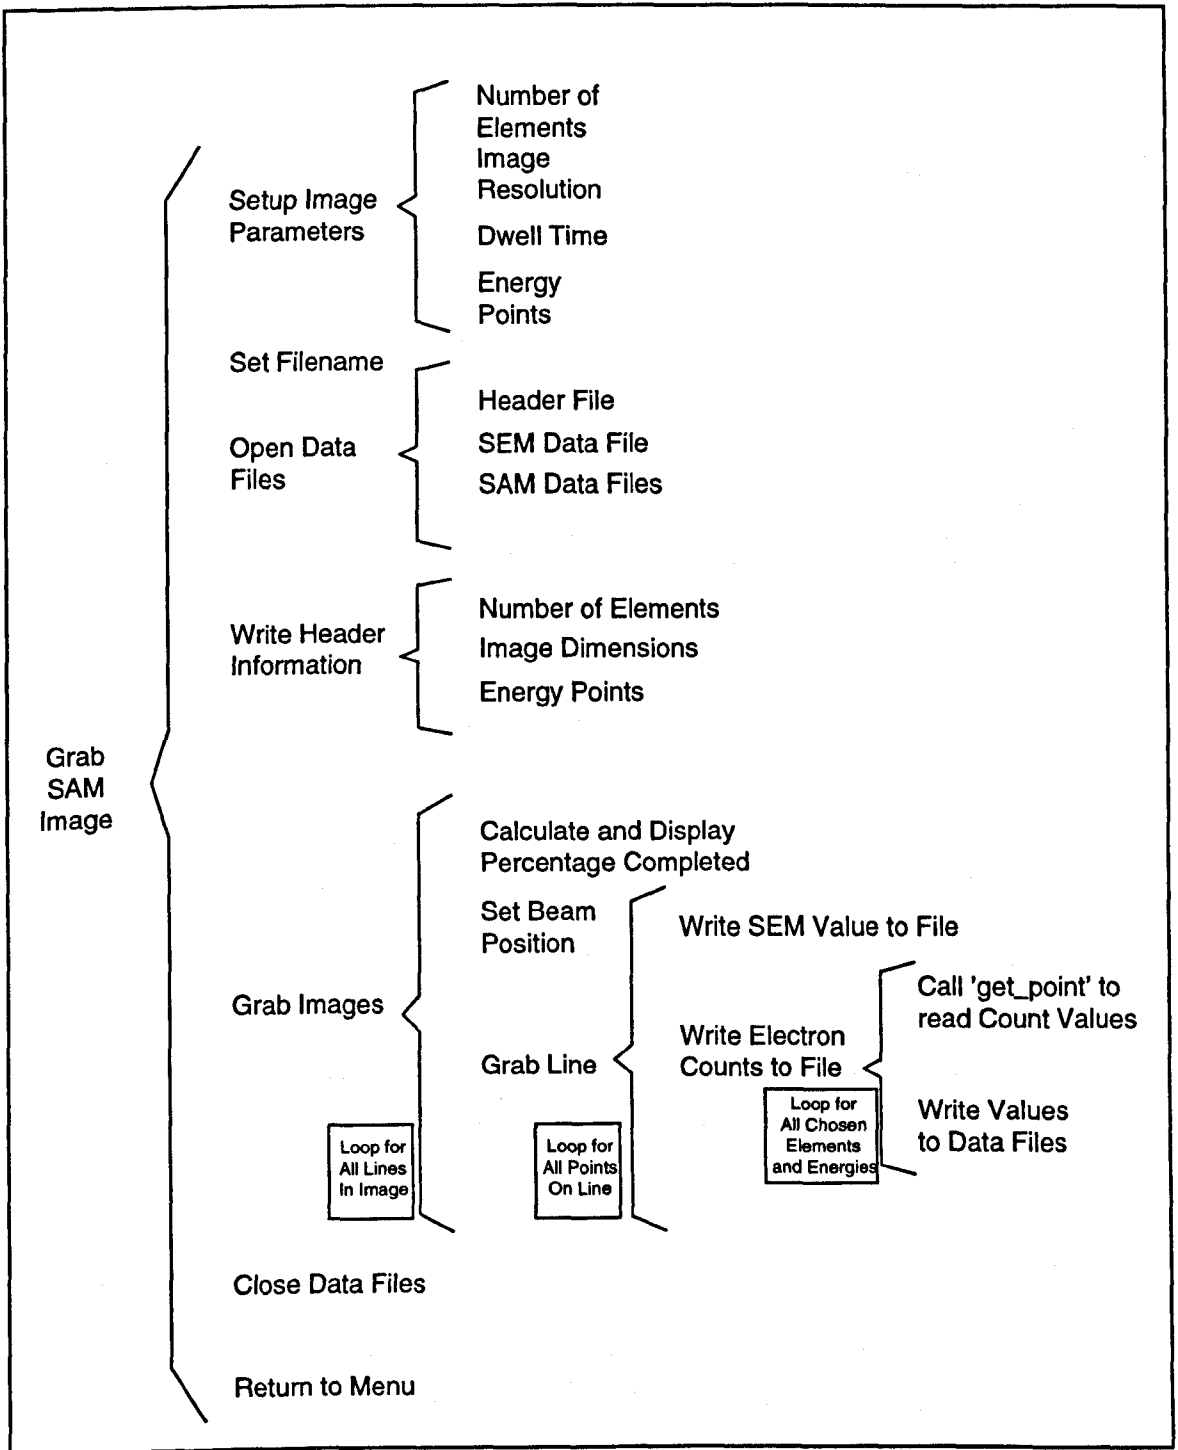 Grab
SAM
Image
Setup Image
Parameters
Number of
Elements
Image
Resolution
Dwell Time
Energy
Points
Set Filename
Open Data
Files
Header File
SEM Data File
SAM Data Files
Write Header
Information
Number of Elements
Image Dimensions
Energy Points
Grab Images
Loop for
All Lines
In Image
Calculate and Display
Percentage Completed
Set Beam
Position
Grab Line
Loop for
All Points
On Line
Write SEM Value to File
Write Electron
Counts to File
Loop for
All Chosen
Elements
and Energies
Call 'get_point' to
read Count Values
Write Values
to Data Files
Close Data Files
Return to Menu